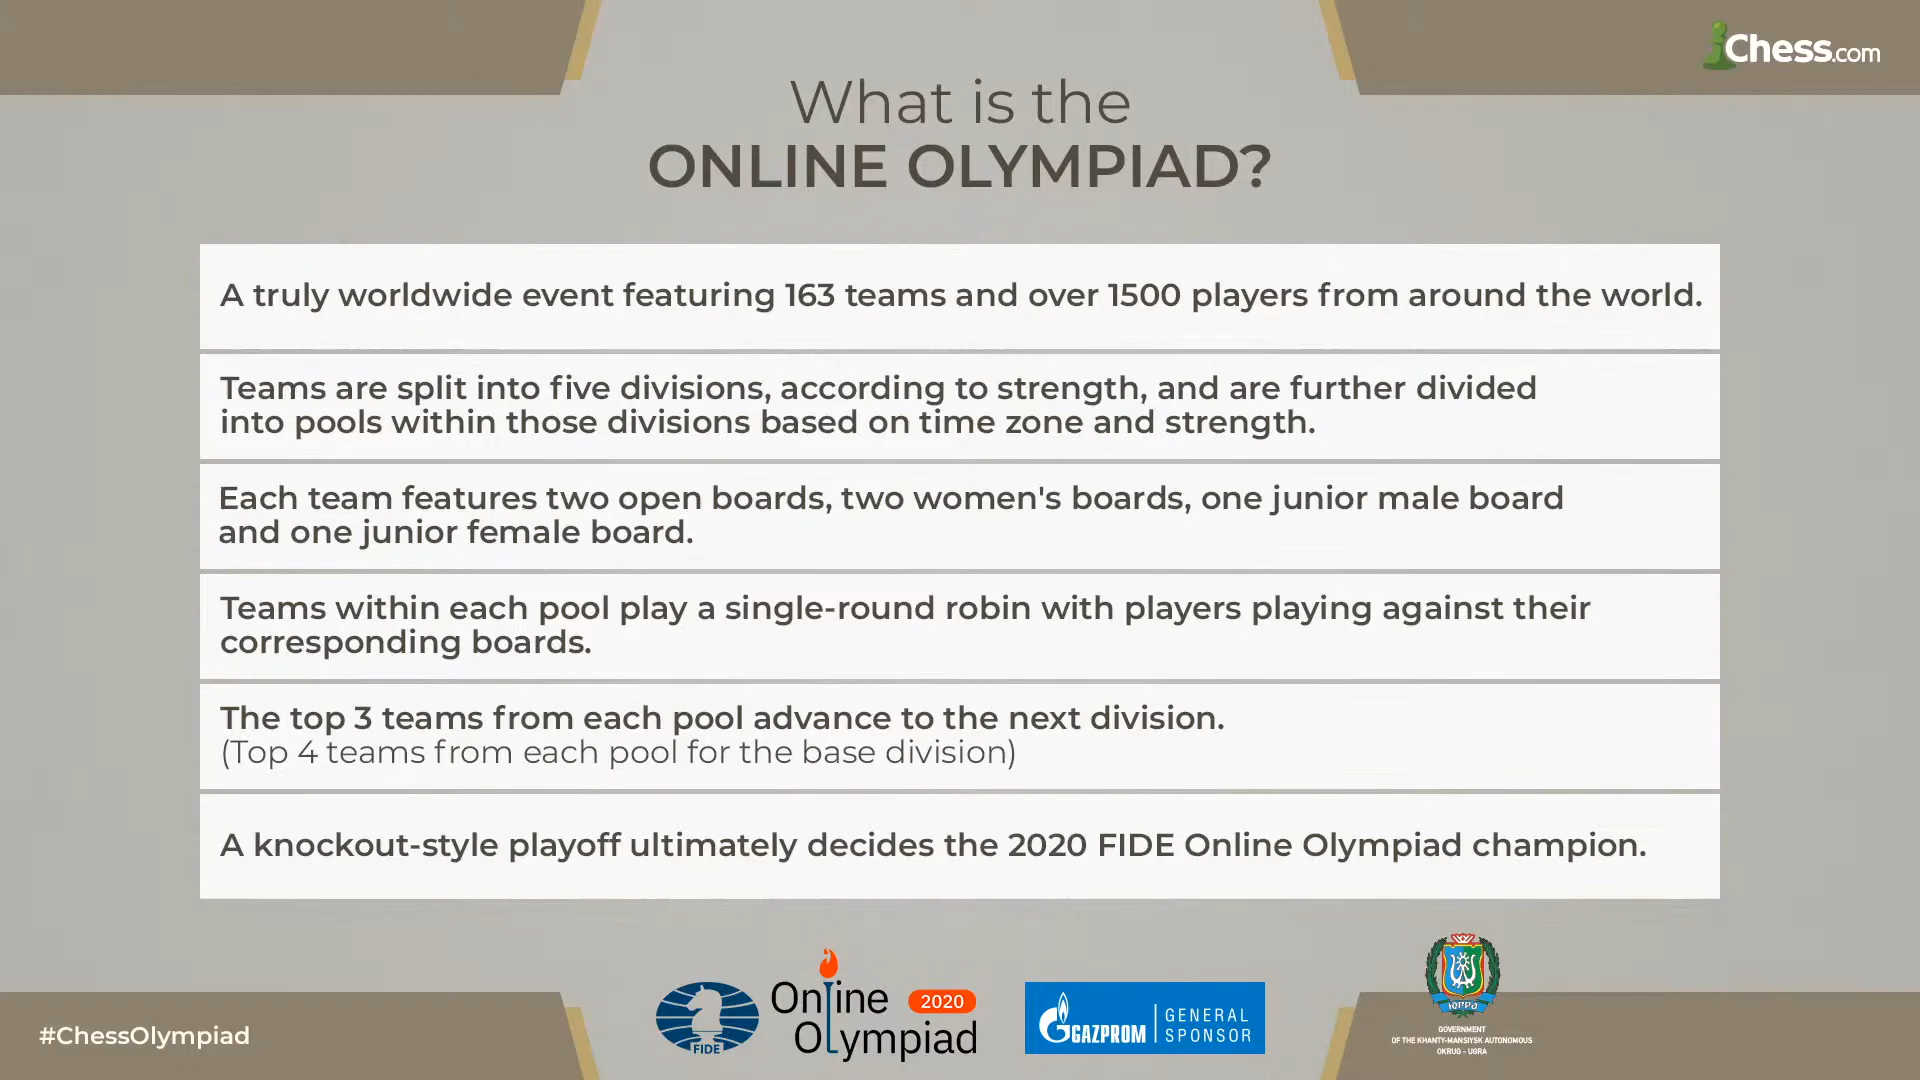 Chess.com
What is the
ONLINE OLYMPIAD?
A truly worldwide event featuring 163 teams and over 1500 players from around the world.
Teams are split into five divisions, according to strength, and are further divided
into pools within those divisions based on time zone and strength.
Each team features two open boards, two women's boards, one junior male board
and one junior female board.
Teams within each pool play a single-round robin with players playing against their
corresponding boards.
The top 3 teams from each pool advance to the next division.
(Top 4 teams from each pool for the base division)
A knockout-style playoff ultimately decides the 2020 FIDE Online Olympiad champion.
#ChessOlympiad
FIDE
Online 2020
Olympiad
GAZPROM
GENERAL
SPONSOR
GOVERNMENT
OF THE KHANTY-MANSIYSK AUTONOMOUS
OKRUG - UGRA